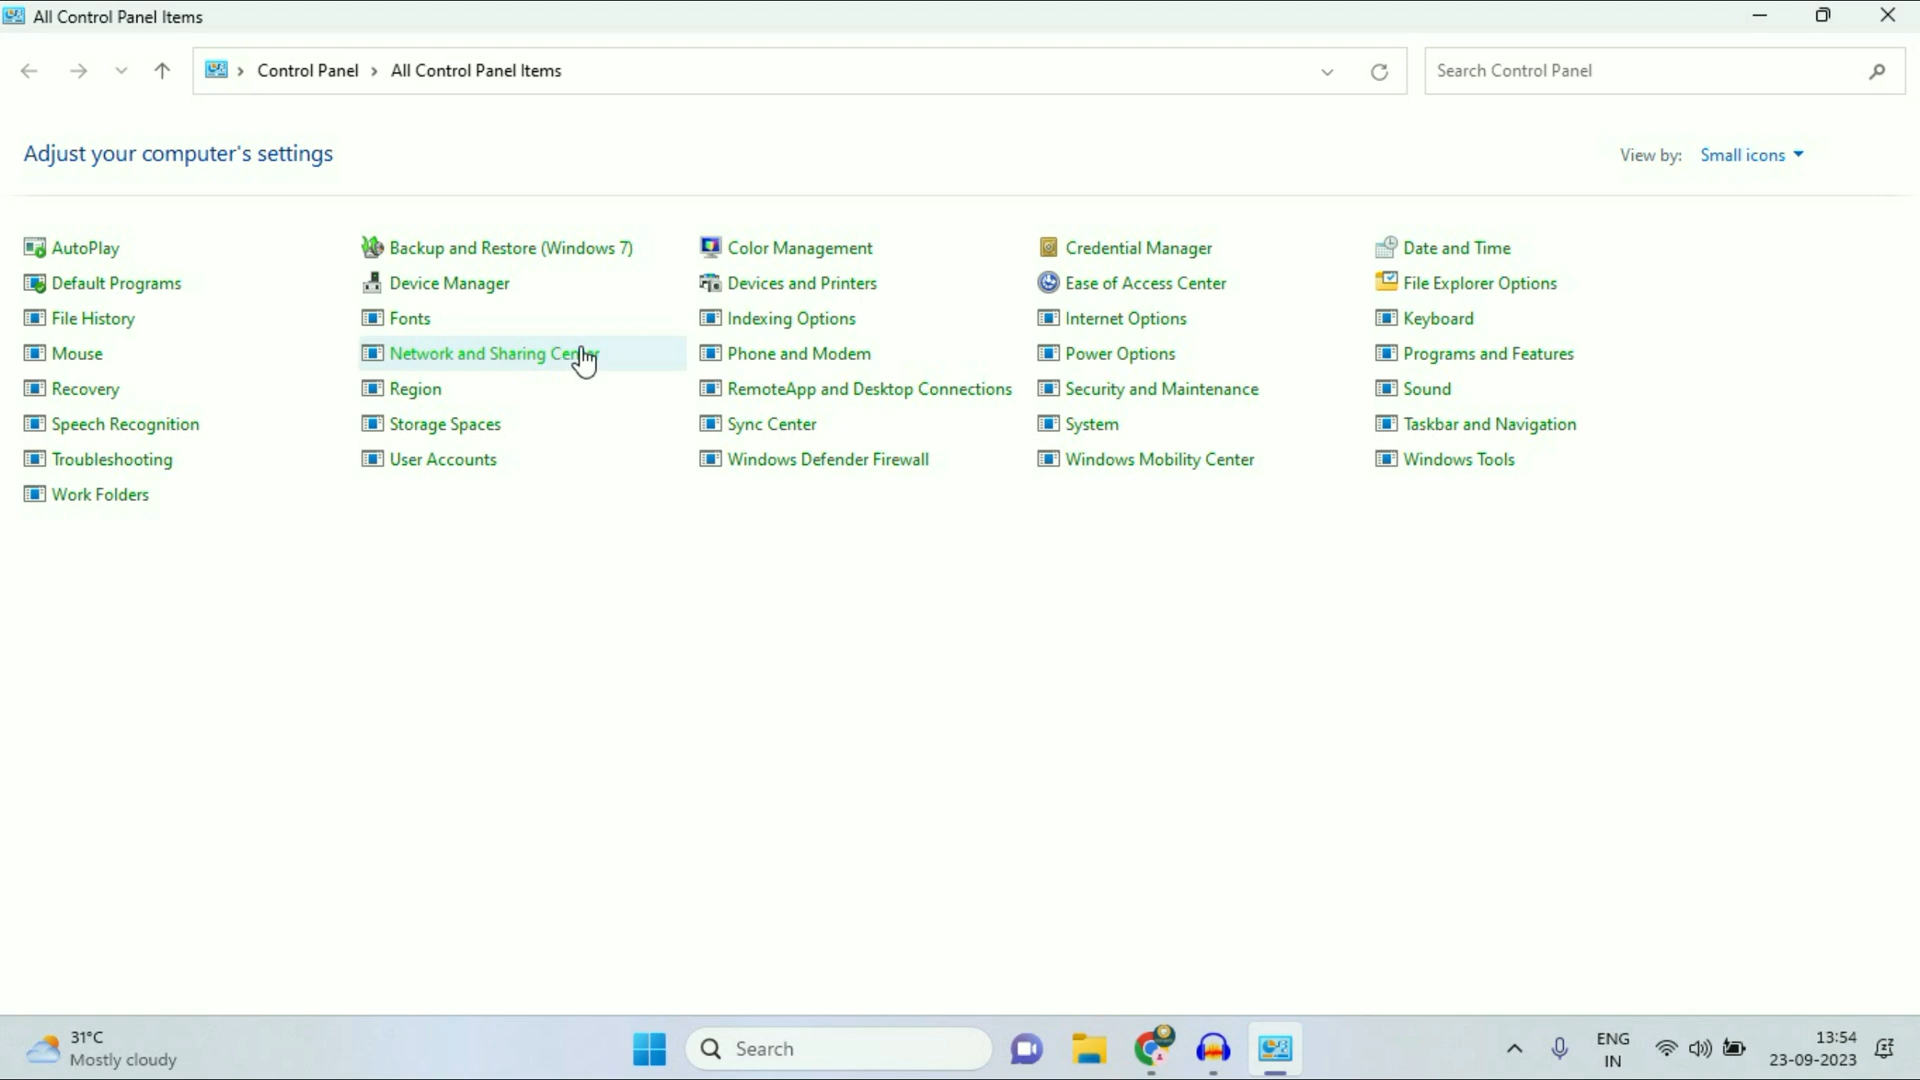 All Control Panel Items
Control Panel > All Control Panel Items
Search Control Panel
Adjust your computer's settings
View by: Small icons
AutoPlay
Backup and Restore (Windows 7)
Color Management
Credential Manager
Date and Time
Default Programs
Device Manager
Devices and Printers
Ease of Access Center
File Explorer Options
File History
Fonts
Indexing Options
Internet Options
Keyboard
Mouse
Network and Sharing Center
Phone and Modem
Power Options
Programs and Features
Recovery
Region
RemoteApp and Desktop Connections
Security and Maintenance
Sound
Speech Recognition
Storage Spaces
Sync Center
System
Taskbar and Navigation
Troubleshooting
User Accounts
Windows Defender Firewall
Windows Mobility Center
Windows Tools
Work Folders
31°C
Mostly cloudy
Search
ENG
IN
13:54
23-09-2023